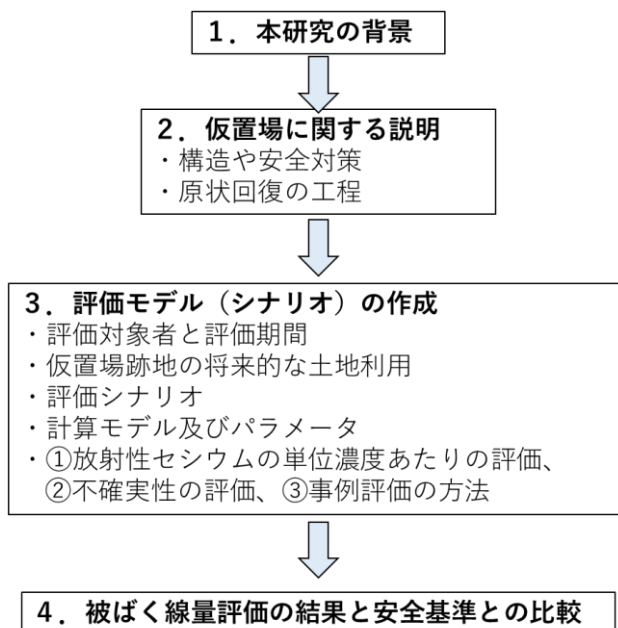 １．本研究の背景
２．仮置場に関する説明
・構造や安全対策
・原状回復の工程
３．評価モデル（シナリオ）の作成
・評価対象者と評価期間
・仮置場跡地の将来的な土地利用
・評価シナリオ
・計算モデル及びパラメータ
・①放射性セシウムの単位濃度あたりの評価、
②不確実性の評価、③事例評価の方法
４．被ばく線量評価の結果と安全基準との比較